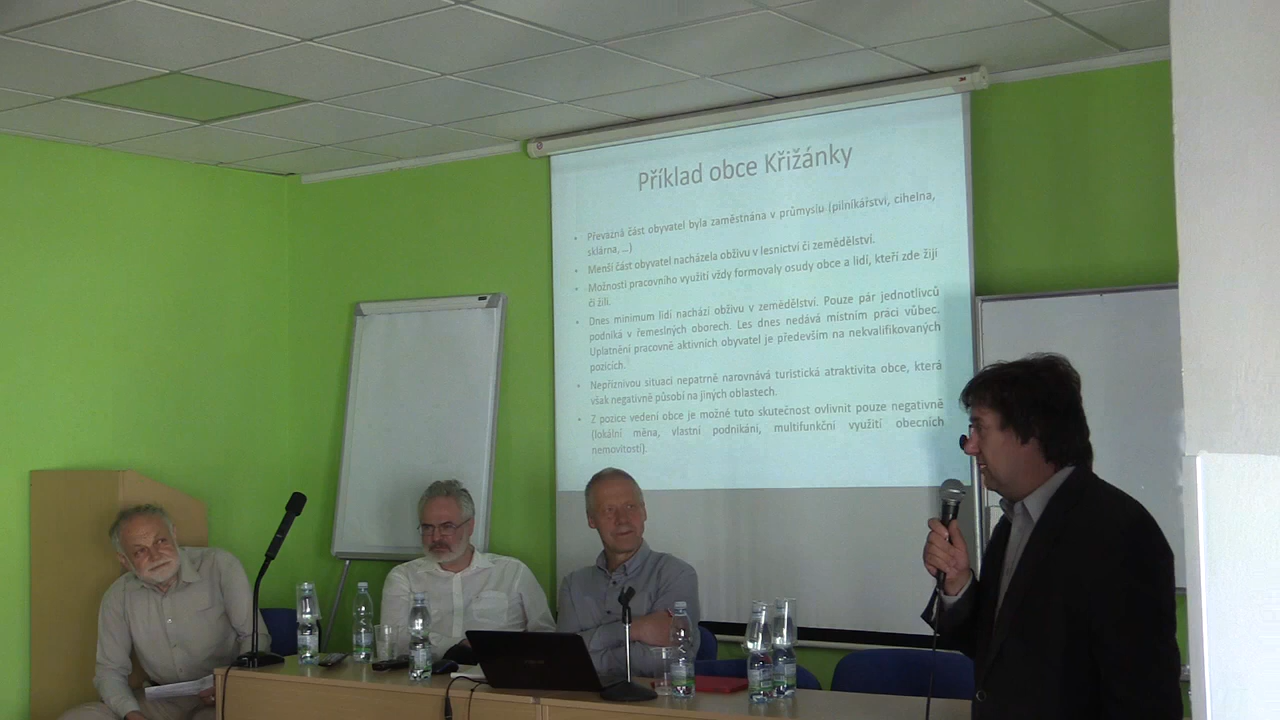 Příklad obce Křižánky
• Převážná část obyvatel byla zaměstnána v průmyslu (pilníkářství, cihelna,
sklárna, …)
• Menší část obyvatel nacházela obživu v lesnictví či zemědělství.
• Možnosti pracovního využití vždy formovaly osudy obce a lidí, kteří zde žijí
či žili.
• Dnes minimum lidí nachází obživu v zemědělství. Pouze pár jednotlivců
podniká v řemeslných oborech. Les dnes nedává místním práci vůbec.
Uplatnění pracovně aktivních obyvatel je především na nekvalifikovaných
pozicích.
• Nepříznivou situaci nepatrně narovnává turistická atraktivita obce, která
však negativně působí na jiných oblastech.
• Z pozice vedení obce je možné tuto skutečnost ovlivnit pouze negativně
(lokální měna, vlastní podnikání, multifunkční využití obecních
nemovitostí).